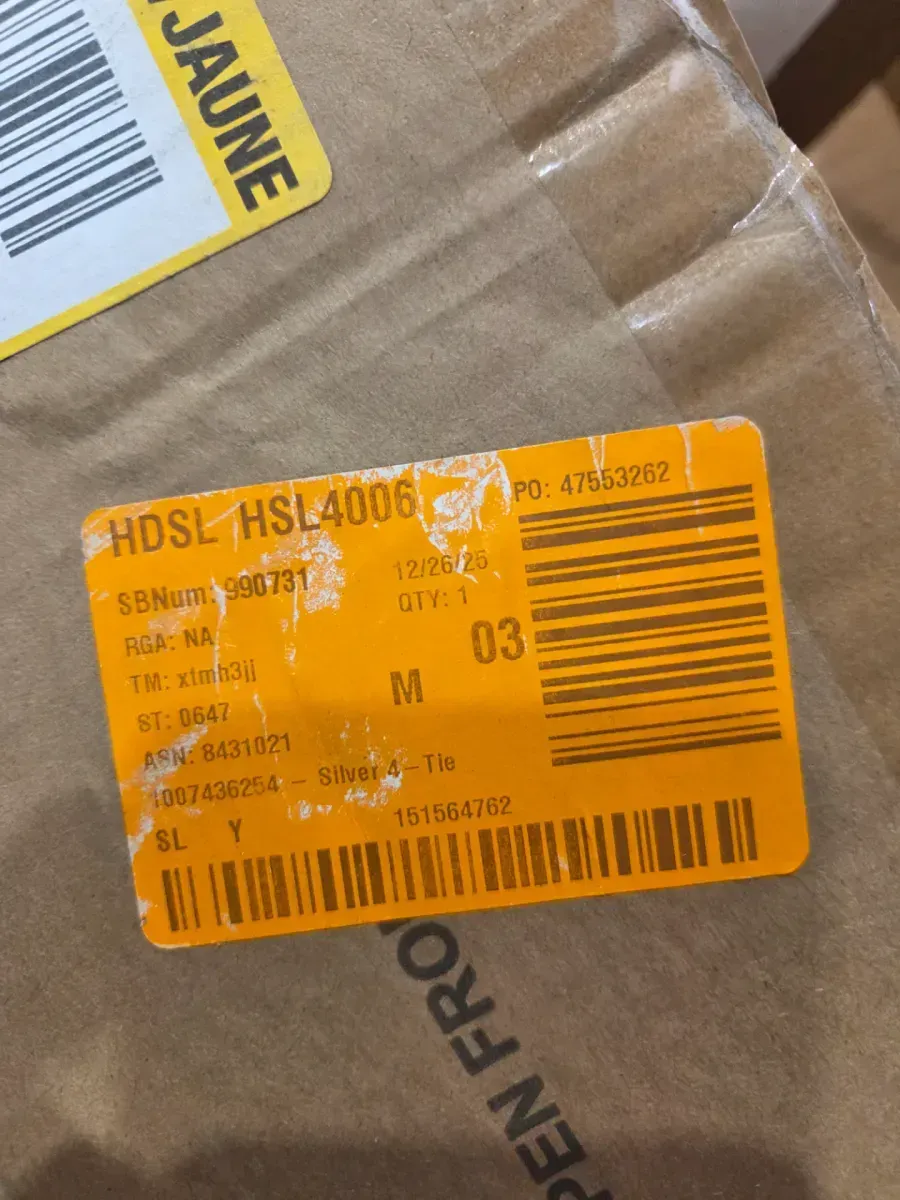 JAUNE
HDSL HSL4006
PO: 47553262
SBNum: 990731
12/26/25
QTY: 1
RGA: NA
03
TM: xtmh3jj
M
ST: 0647
ASN: 8431021
1007436254 - Silver 4-Tie
SL Y
151564762
PEN FRO